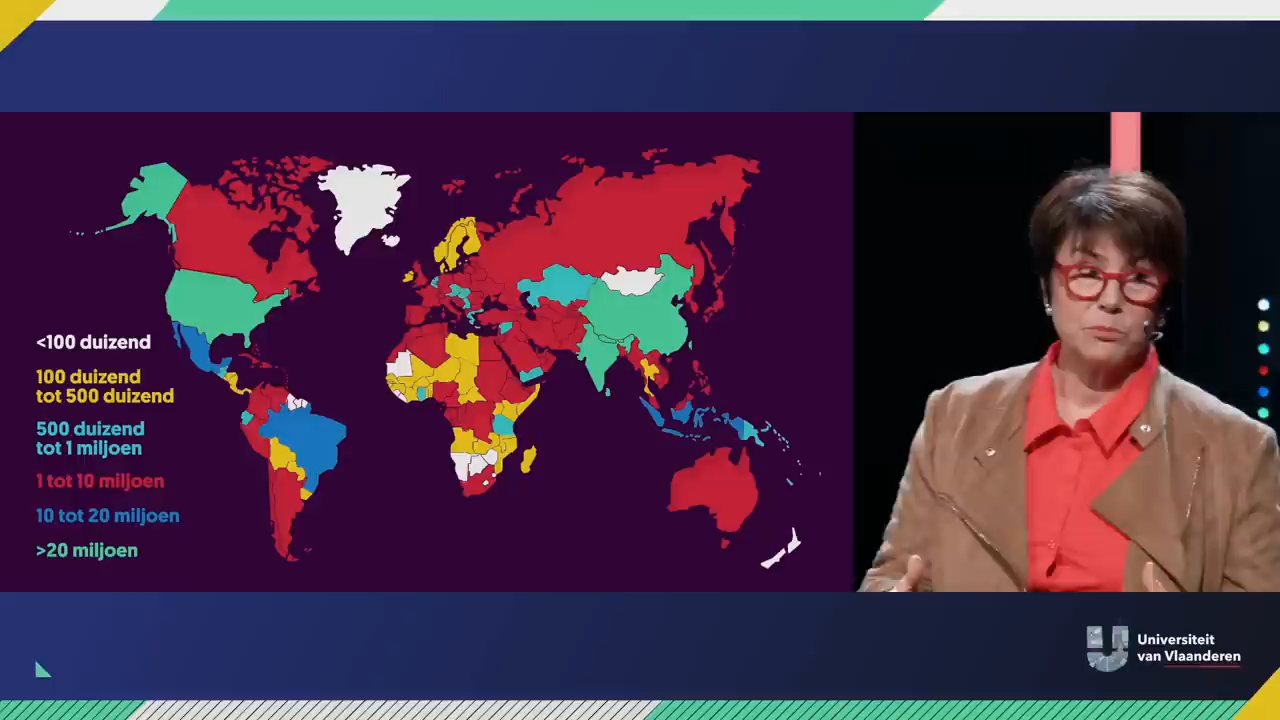 <100 duizend
100 duizend
tot 500 duizend
500 duizend
tot 1 miljoen
1 tot 10 miljoen
10 tot 20 miljoen
>20 miljoen
Universiteit
van Vlaanderen